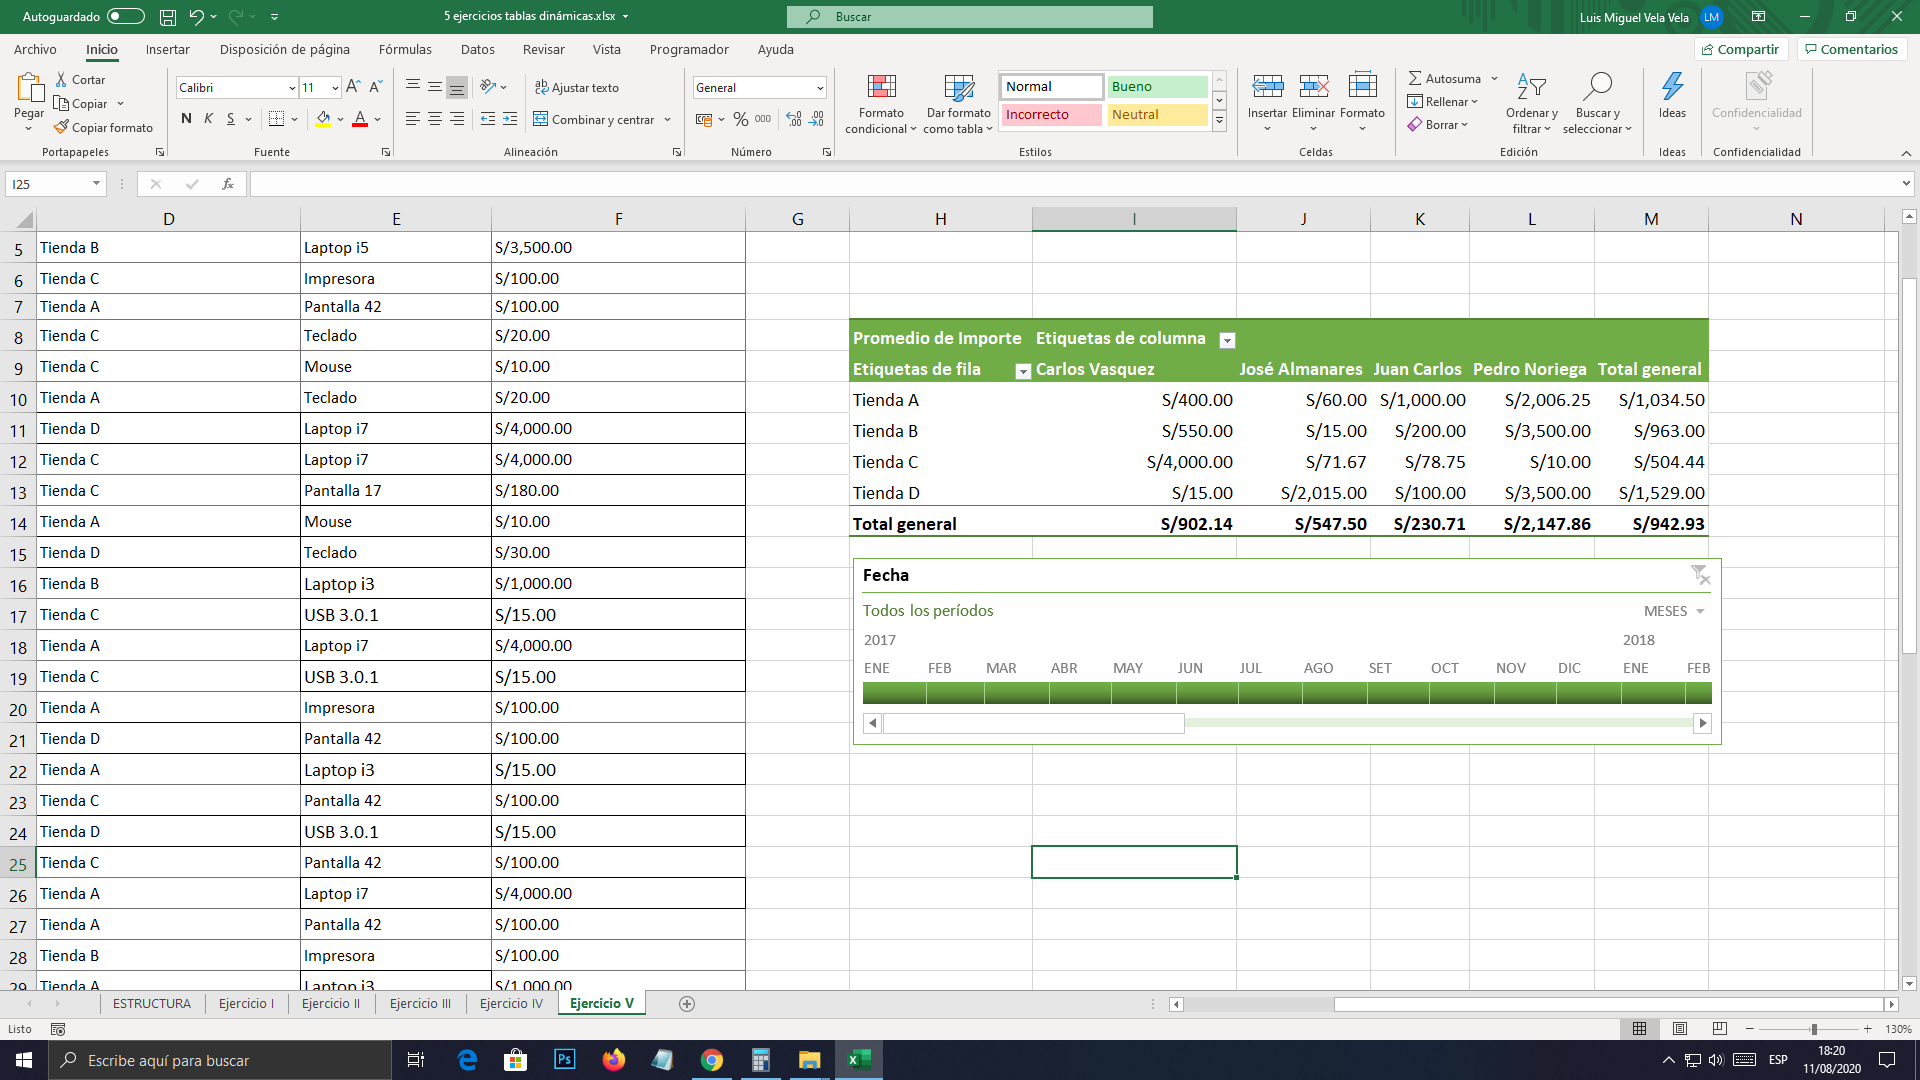 Autoguardado 5 ejercicios tablas dinámicas.xlsx Buscar Luis Miguel Vela Vela LM
Archivo Inicio Insertar Disposición de página Fórmulas Datos Revisar Vista Programador Ayuda Compartir Comentarios
Pegar Cortar Copiar Copiar formato
Calibri 11 N K S A
Ajustar texto Combinar y centrar
General % 000
Formato condicional Dar formato como tabla
Normal Bueno
Incorrecto Neutral
Insertar Eliminar Formato
Autosuma Rellenar Borrar
Ordenar y filtrar Buscar y seleccionar
Ideas Confidencialidad
Portapapeles Fuente Alineación Número Estilos Celdas Edición Ideas Confidencialidad
I25 fx
D E F G H I J K L M N
5 Tienda B Laptop i5 S/3,500.00
6 Tienda C Impresora S/100.00
7 Tienda A Pantalla 42 S/100.00
8 Tienda C Teclado S/20.00 Promedio de Importe Etiquetas de columna
9 Tienda C Mouse S/10.00 Etiquetas de fila Carlos Vasquez José Almanares Juan Carlos Pedro Noriega Total general
10 Tienda A Teclado S/20.00 Tienda A S/400.00 S/60.00 S/1,000.00 S/2,006.25 S/1,034.50
11 Tienda D Laptop i7 S/4,000.00 Tienda B S/550.00 S/15.00 S/200.00 S/3,500.00 S/963.00
12 Tienda C Laptop i7 S/4,000.00 Tienda C S/4,000.00 S/71.67 S/78.75 S/10.00 S/504.44
13 Tienda C Pantalla 17 S/180.00 Tienda D S/15.00 S/2,015.00 S/100.00 S/3,500.00 S/1,529.00
14 Tienda A Mouse S/10.00 Total general S/902.14 S/547.50 S/230.71 S/2,147.86 S/942.93
15 Tienda D Teclado S/30.00
16 Tienda B Laptop i3 S/1,000.00 Fecha
17 Tienda C USB 3.0.1 S/15.00 Todos los períodos MESES
18 Tienda A Laptop i7 S/4,000.00 2017 2018
19 Tienda C USB 3.0.1 S/15.00 ENE FEB MAR ABR MAY JUN JUL AGO SET OCT NOV DIC ENE FEB
20 Tienda A Impresora S/100.00
21 Tienda D Pantalla 42 S/100.00
22 Tienda A Laptop i3 S/15.00
23 Tienda C Pantalla 42 S/100.00
24 Tienda D USB 3.0.1 S/15.00
25 Tienda C Pantalla 42 S/100.00
26 Tienda A Laptop i7 S/4,000.00
27 Tienda A Pantalla 42 S/100.00
28 Tienda B Impresora S/100.00
29 Tienda A Laptop i3 S/1,000.00
ESTRUCTURA Ejercicio I Ejercicio II Ejercicio III Ejercicio IV Ejercicio V
Listo 130%
Escribe aquí para buscar Ps ESP 18:20
11/08/2020